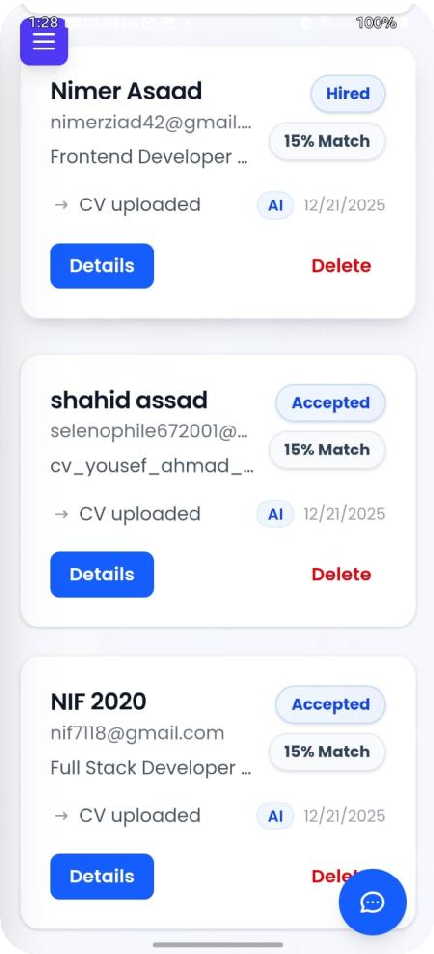 1:28 100%
Nimer Asaad Hired
nimerziad42@gmail.... 15% Match
Frontend Developer ...
→ CV uploaded AI 12/21/2025
Details Delete
shahid assad Accepted
selenophile672001@... 15% Match
cv_yousef_ahmad_...
→ CV uploaded AI 12/21/2025
Details Delete
NIF 2020 Accepted
nif7118@gmail.com 15% Match
Full Stack Developer ...
→ CV uploaded AI 12/21/2025
Details Delet